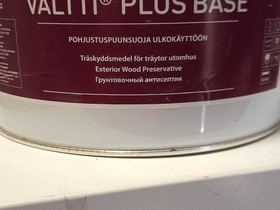 VALTTI® PLUS BASE
POHJUSTUSPUUNSUOJA ULKOKÄYTTÖÖN
Träskyddsmedel för träytor utomhus
Exterior Wood Preservative
Грунтовочный антисептик